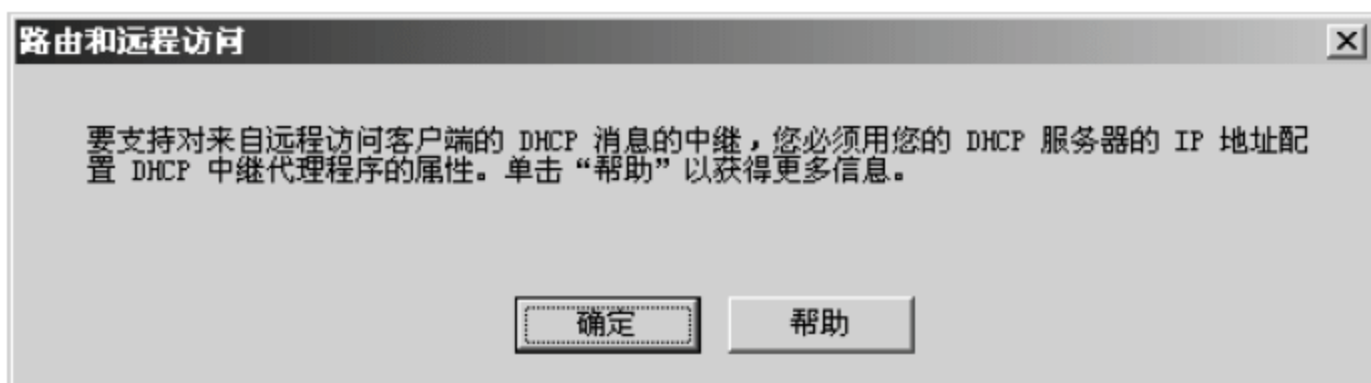 路由和远程访问
要支持对来自远程访问客户端的 DHCP 消息的中继，您必须用您的 DHCP 服务器的 IP 地址配
置 DHCP 中继代理程序的属性。单击“帮助”以获得更多信息。
确定 帮助